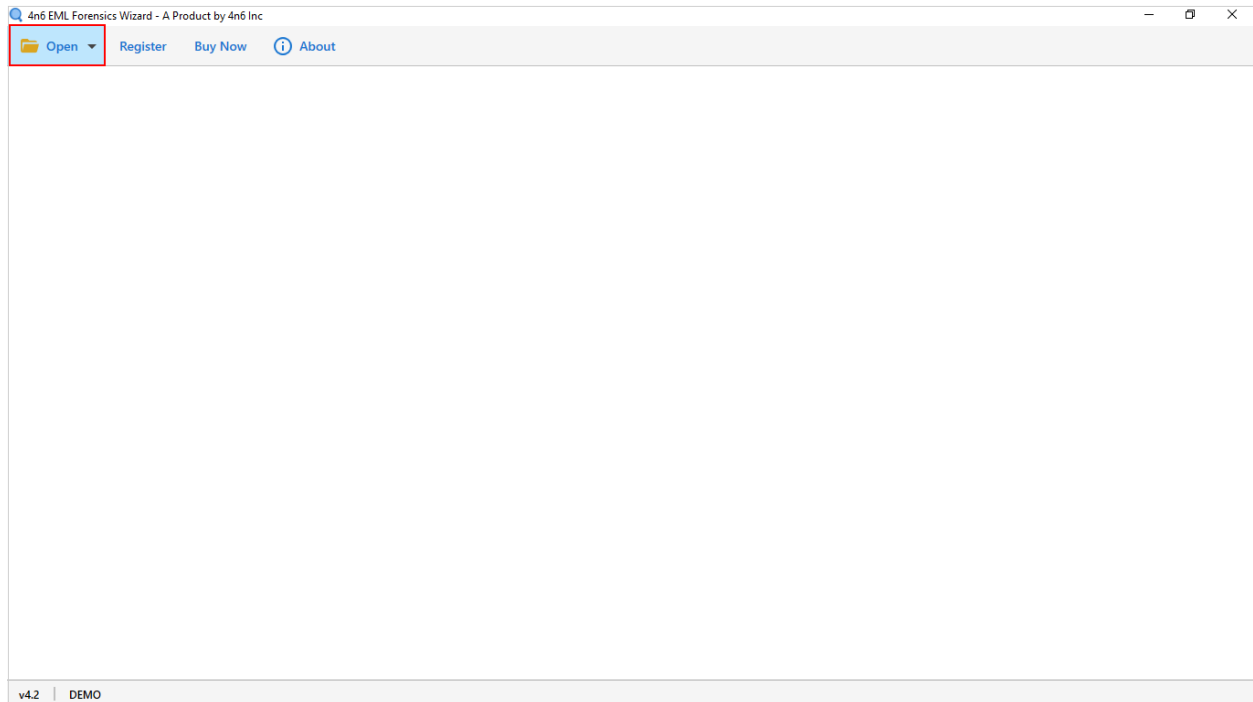 4n6 EML Forensics Wizard - A Product by 4n6 Inc
Open Register Buy Now About
v4.2 DEMO